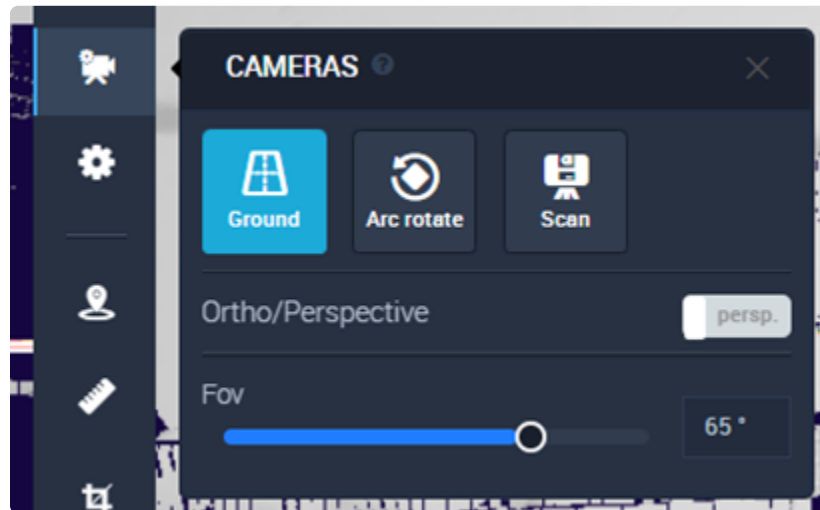 CAMERAS
Ground Arc rotate Scan
Ortho/Perspective persp.
Fov
65 °